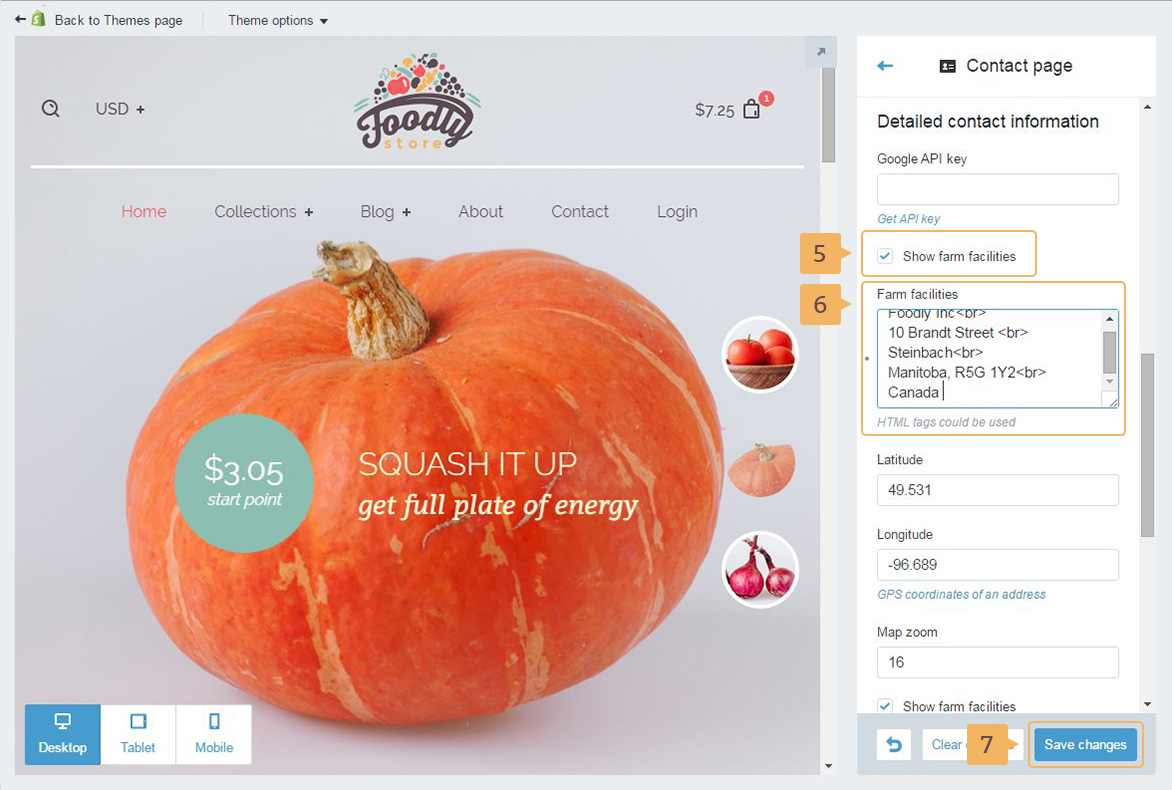 Back to Themes page
Theme options
USD +
Foodly
store
$7.25
1
Home
Collections +
Blog +
About
Contact
Login
$3.05
start point
SQUASH IT UP
get full plate of energy
Desktop
Tablet
Mobile
Contact page
Detailed contact information
Google API key
Get API key
5
Show farm facilities
6
Farm facilities
Foodly Inc<br>
10 Brandt Street <br>
Steinbach<br>
Manitoba, R5G 1Y2<br>
Canada
HTML tags could be used
Latitude
49.531
Longitude
-96.689
GPS coordinates of an address
Map zoom
16
Show farm facilities
Clear
7
Save changes